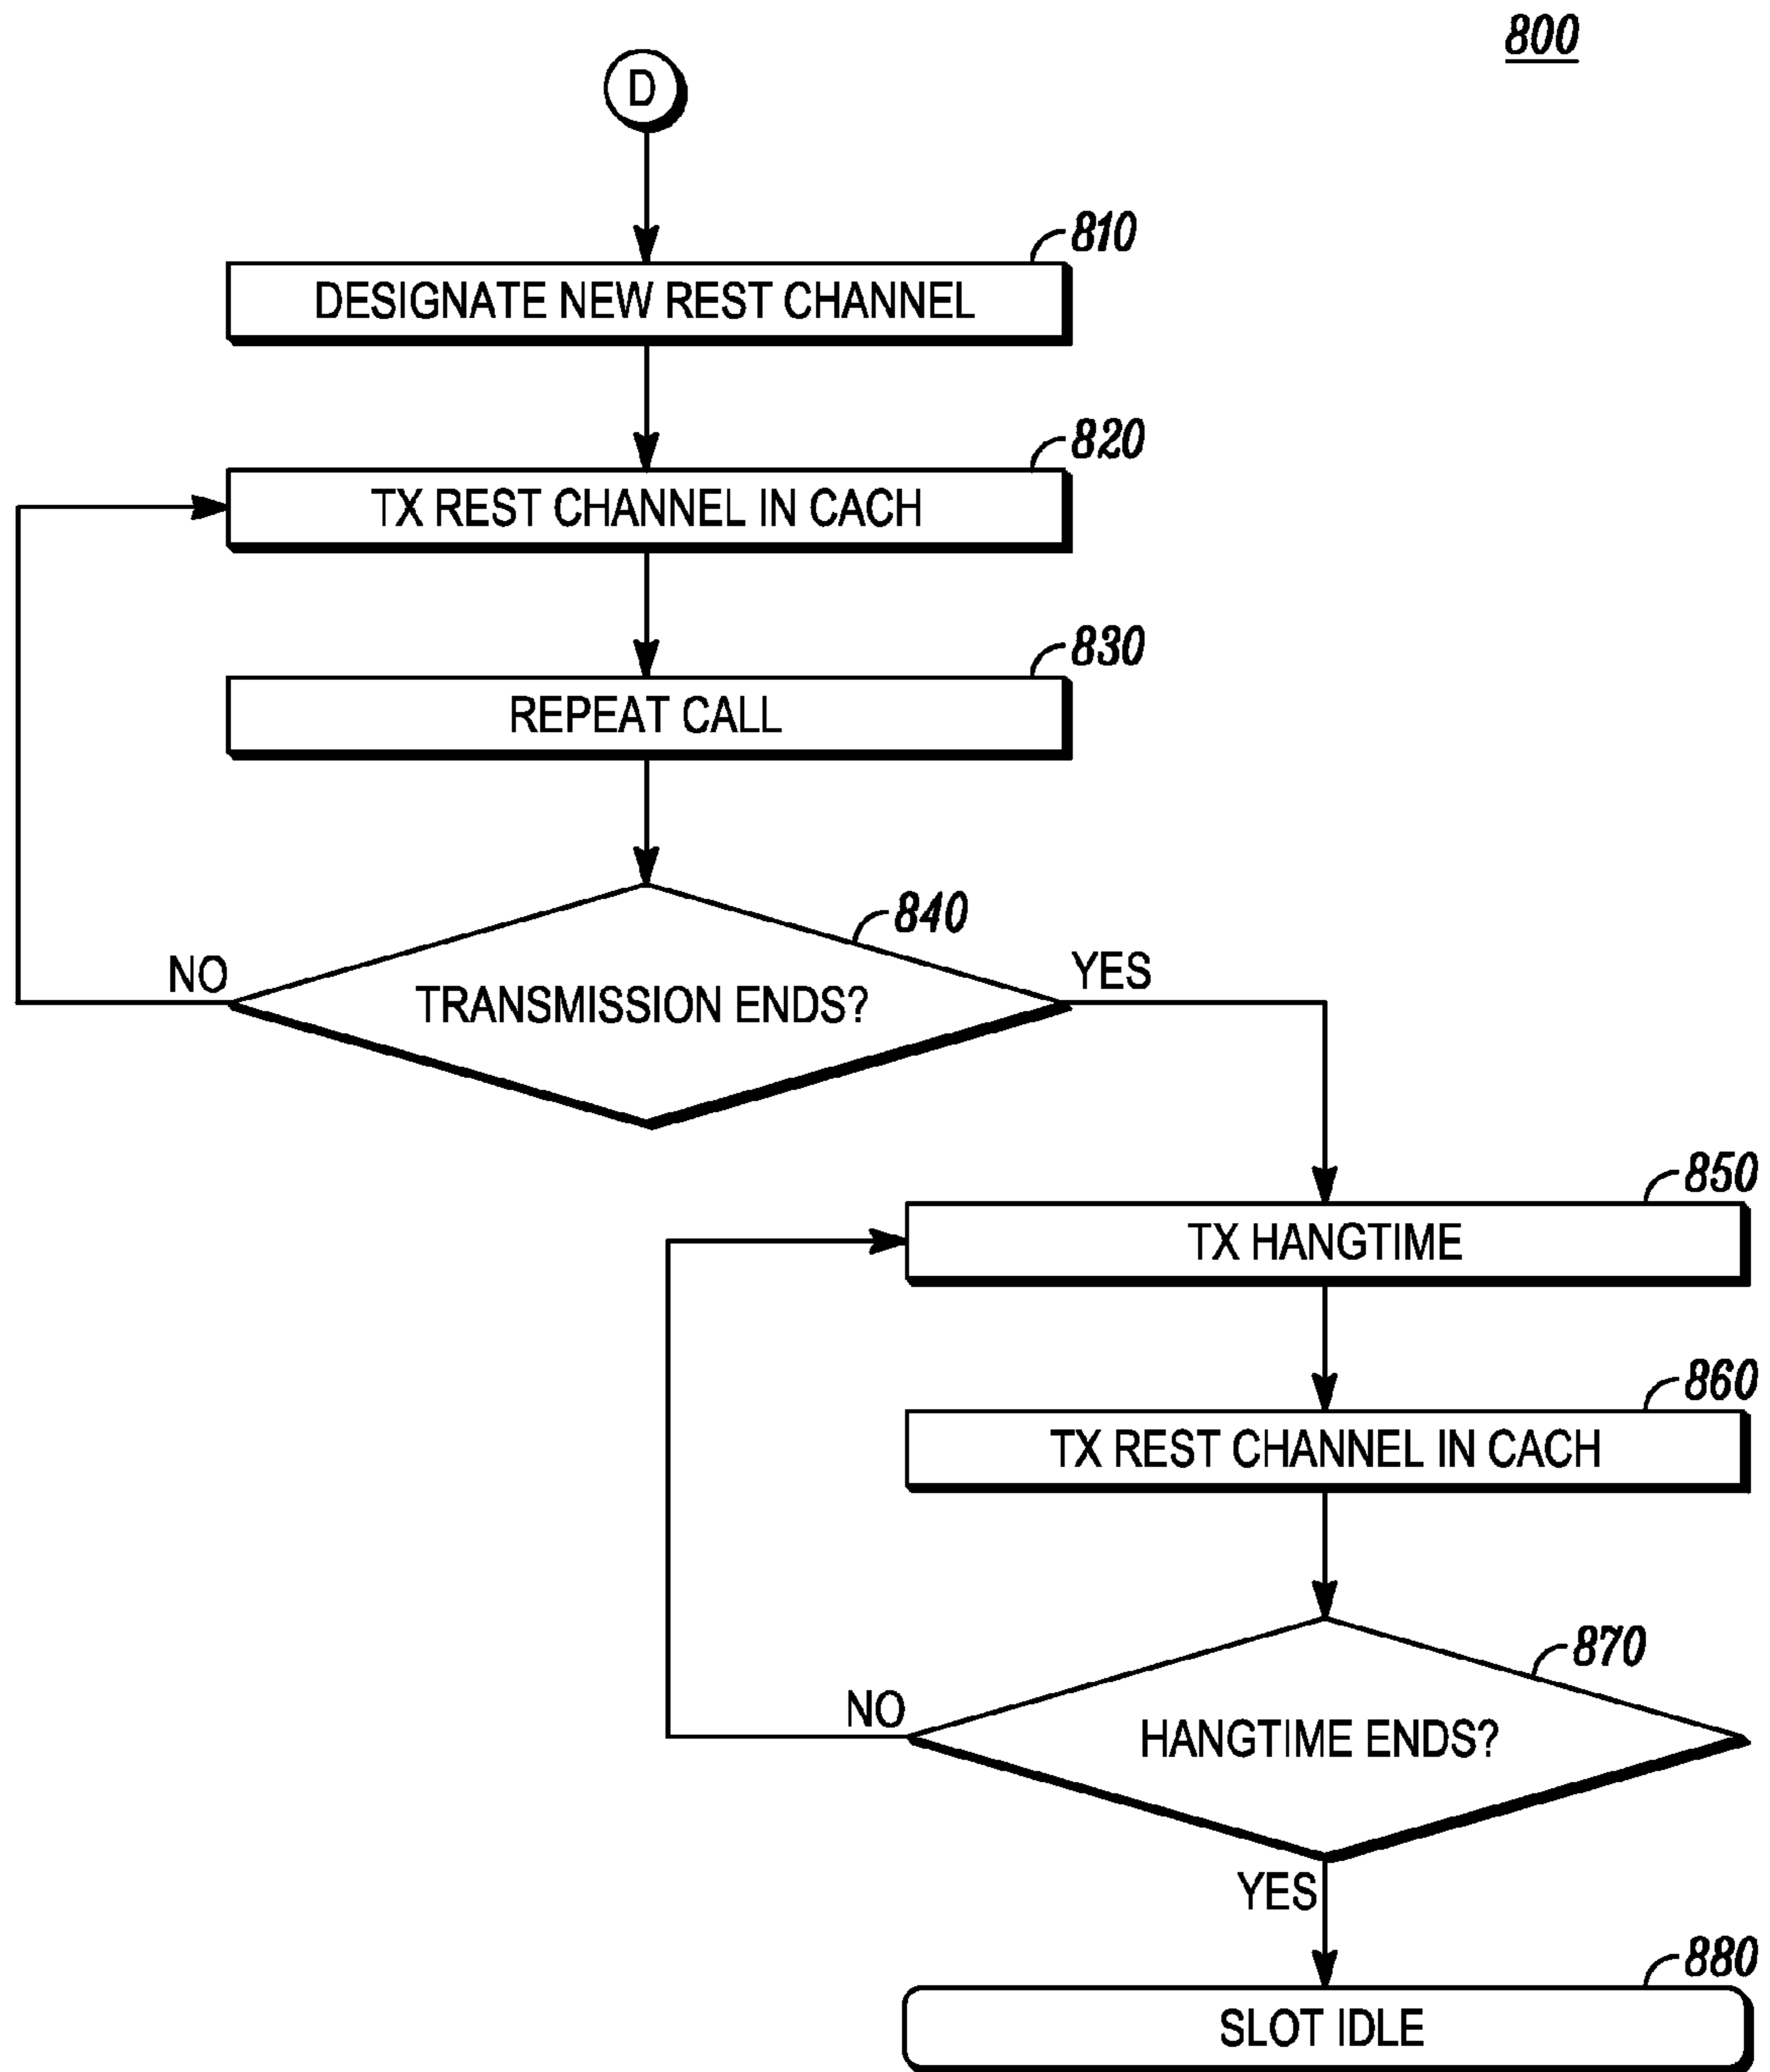 800
D
810
DESIGNATE NEW REST CHANNEL
820
TX REST CHANNEL IN CACH
830
REPEAT CALL
840
NO
YES
TRANSMISSION ENDS?
850
TX HANGTIME
860
TX REST CHANNEL IN CACH
870
NO
HANGTIME ENDS?
YES
880
SLOT IDLE